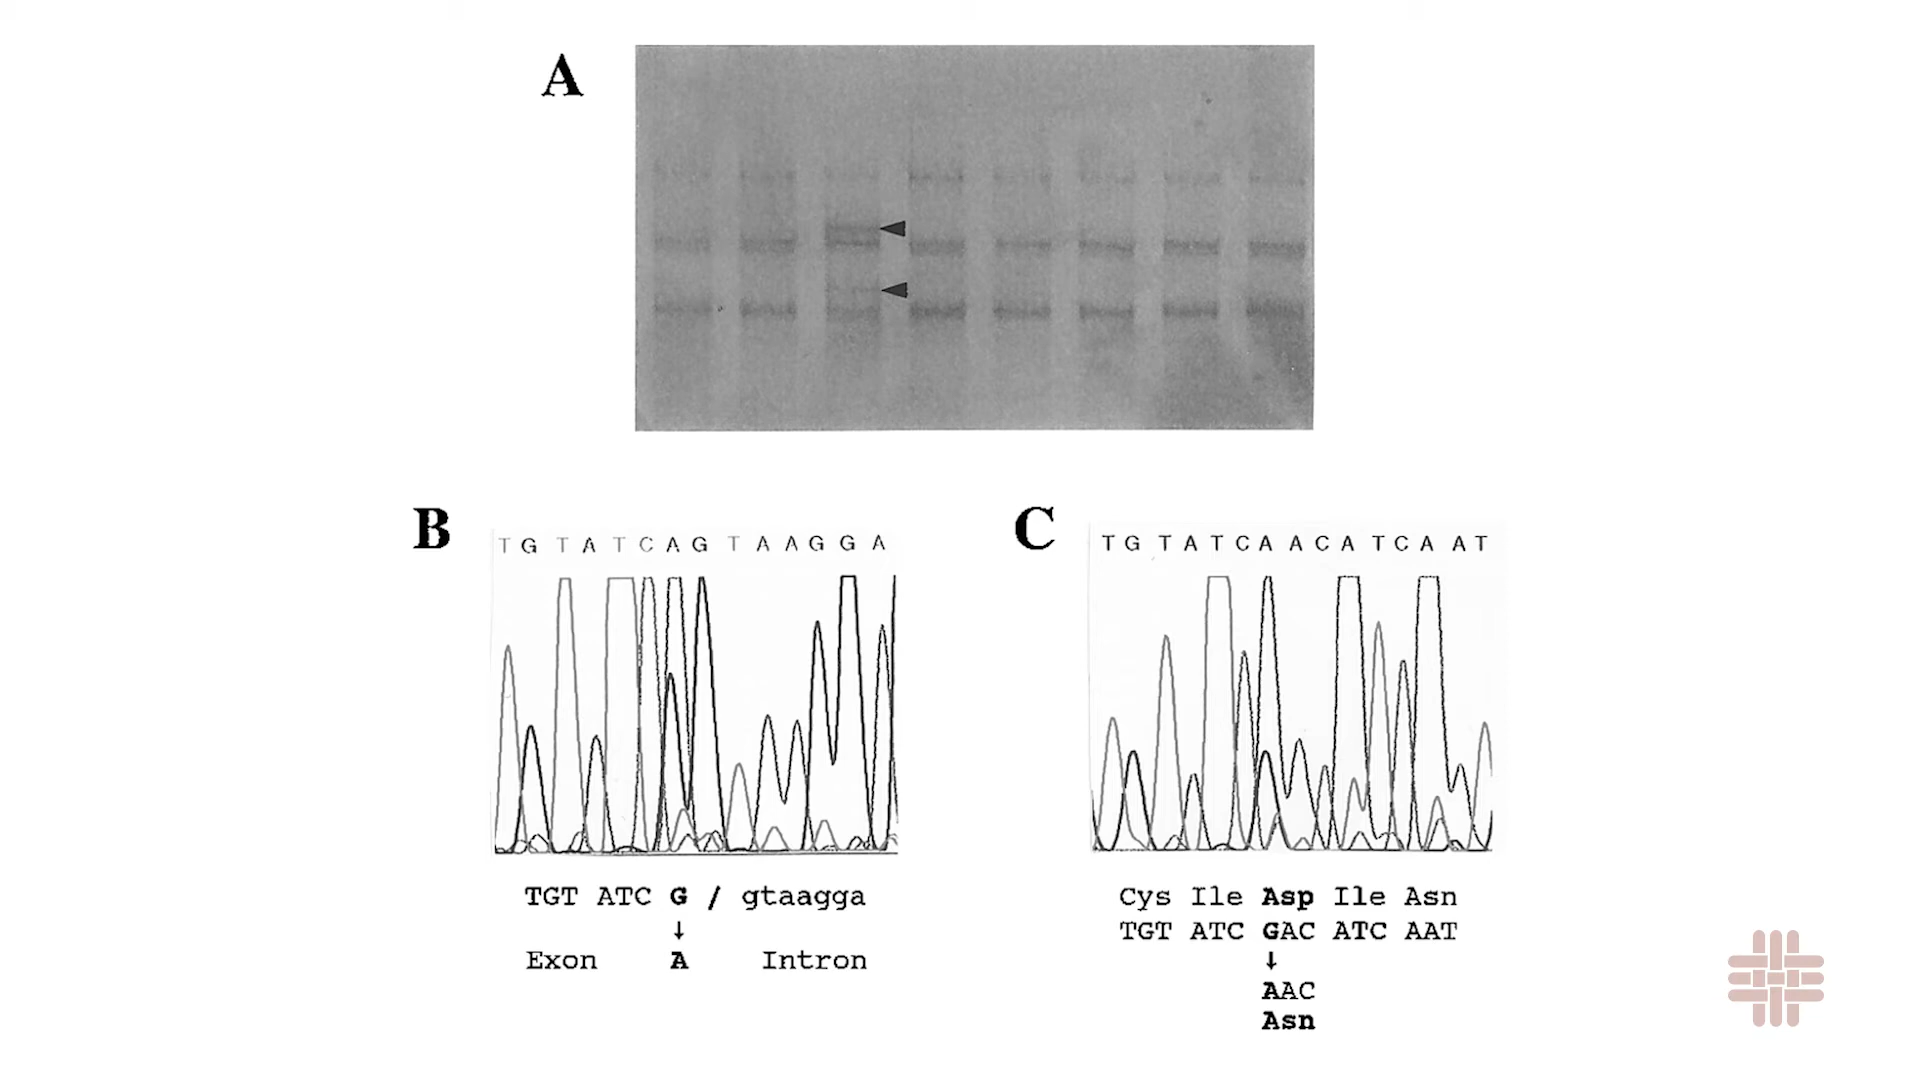 A
B
TGTATCAGTAAGGA
TGT ATC G / gtaagga
↓
Exon A Intron
C
TGTATCAACATCAAT
Cys Ile Asp Ile Asn
TGT ATC GAC ATC AAT
↓
AAC
Asn